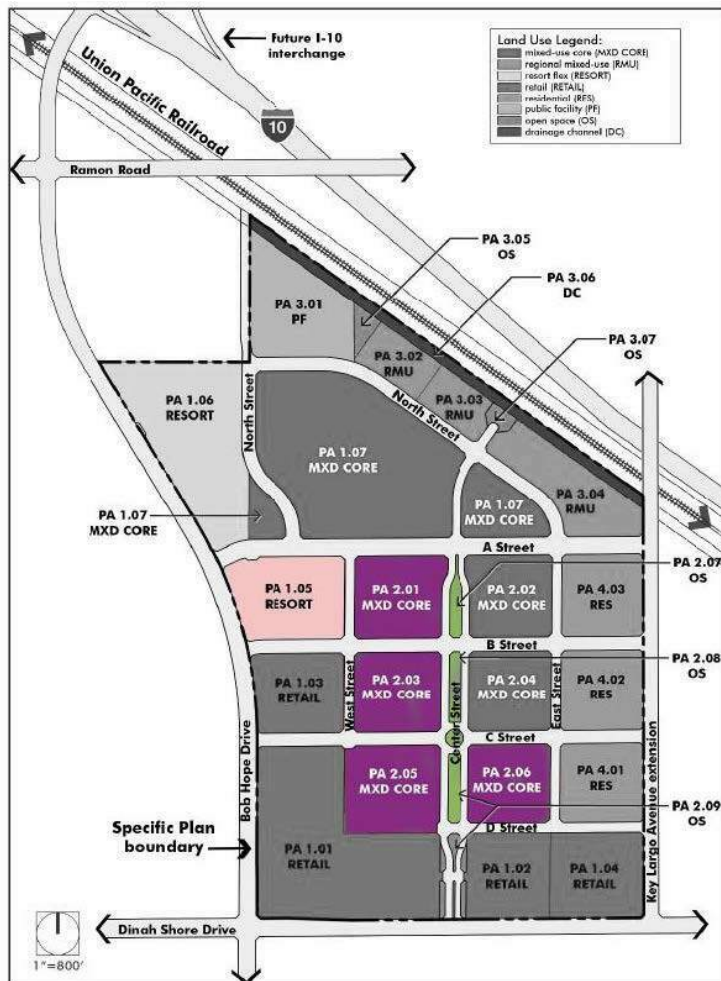 Future I-10
interchange
Land Use Legend:
mixed-use core (MXD CORE)
regional mixed-use (RMU)
resort flex (RESORT)
retail (RETAIL)
residential (RES)
public facility (PF)
open space (OS)
drainage channel (DC)
Union Pacific Railroad
10
Ramon Road
PA 3.05
OS
PA 3.06
DC
PA 3.01
PF
PA 3.07
OS
PA 3.02
RMU
PA 3.03
RMU
PA 1.06
RESORT
North Street
North Street
PA 1.07
MXD CORE
PA 1.07
MXD CORE
PA 3.04
RMU
PA 1.07
MXD CORE
A Street
PA 2.07
OS
PA 1.05
RESORT
PA 2.01
MXD CORE
PA 2.02
MXD CORE
PA 4.03
RES
B Street
PA 2.08
OS
PA 1.03
RETAIL
West Street
PA 2.03
MXD CORE
Center Street
PA 2.04
MXD CORE
East Street
PA 4.02
RES
C Street
Bob Hope Drive
PA 2.05
MXD CORE
PA 2.06
MXD CORE
PA 4.01
RES
Key Largo Avenue extension
PA 2.09
OS
D Street
Specific Plan
boundary
PA 1.01
RETAIL
PA 1.02
RETAIL
PA 1.04
RETAIL
Dinah Shore Drive
1"=800'